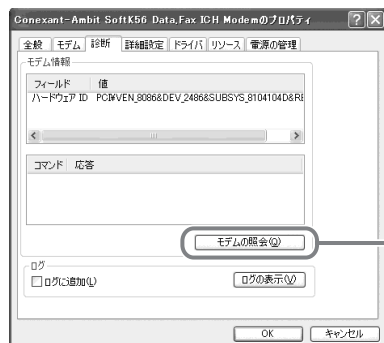 Conexant-Ambit SoftK56 Data,Fax ICH Modemのプロパティ
全般 モデム 診断 詳細設定 ドライバ リソース 電源の管理
モデム情報
フィールド 値
ハードウェア ID PCI¥VEN_8086&DEV_2486&SUBSYS_8104104D&RE
コマンド 応答
モデムの照会(Q)
ログ
ログに追加(L) ログの表示(V)
OK キャンセル